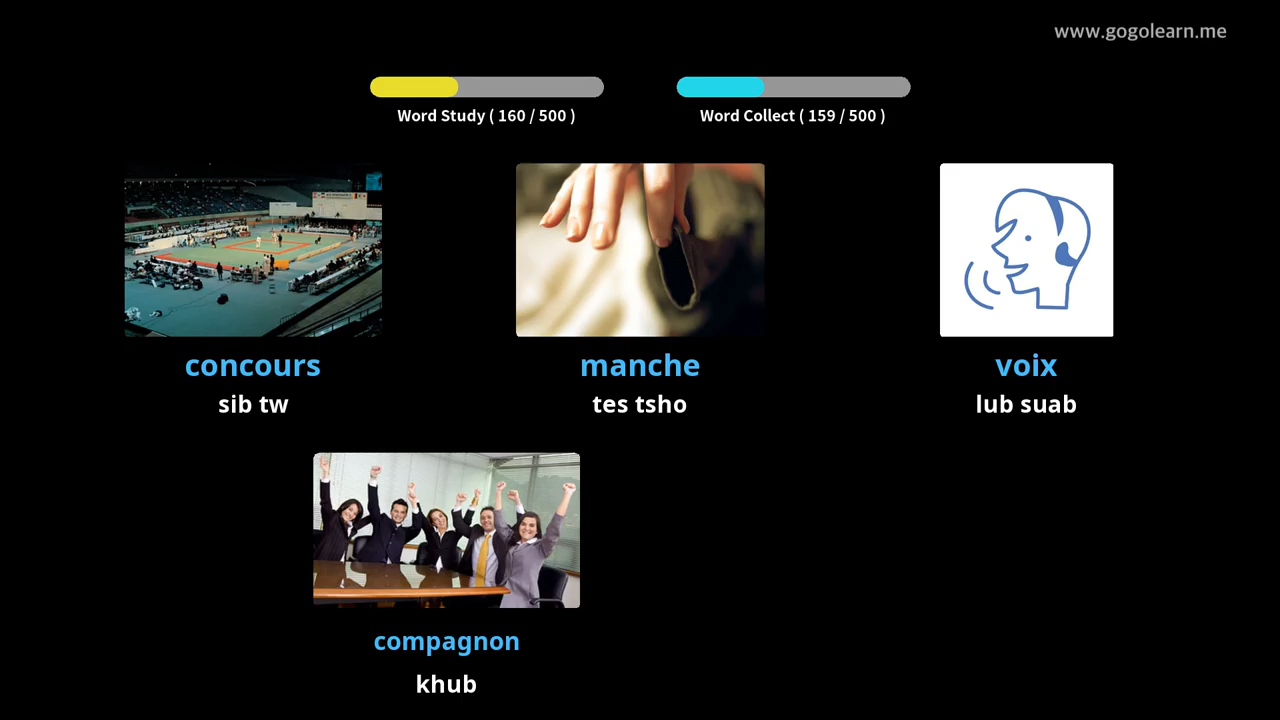 www.gogolearn.me
Word Study ( 160 / 500 )
Word Collect ( 159 / 500 )
concours
manche
voix
sib tw
tes tsho
lub suab
compagnon
khub